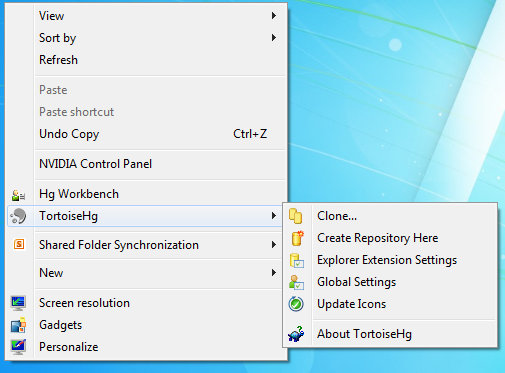 View
Sort by
Refresh
Paste
Paste shortcut
Undo Copy Ctrl+Z
NVIDIA Control Panel
Hg Workbench
TortoiseHg
Shared Folder Synchronization
New
Screen resolution
Gadgets
Personalize
Clone...
Create Repository Here
Explorer Extension Settings
Global Settings
Update Icons
About TortoiseHg